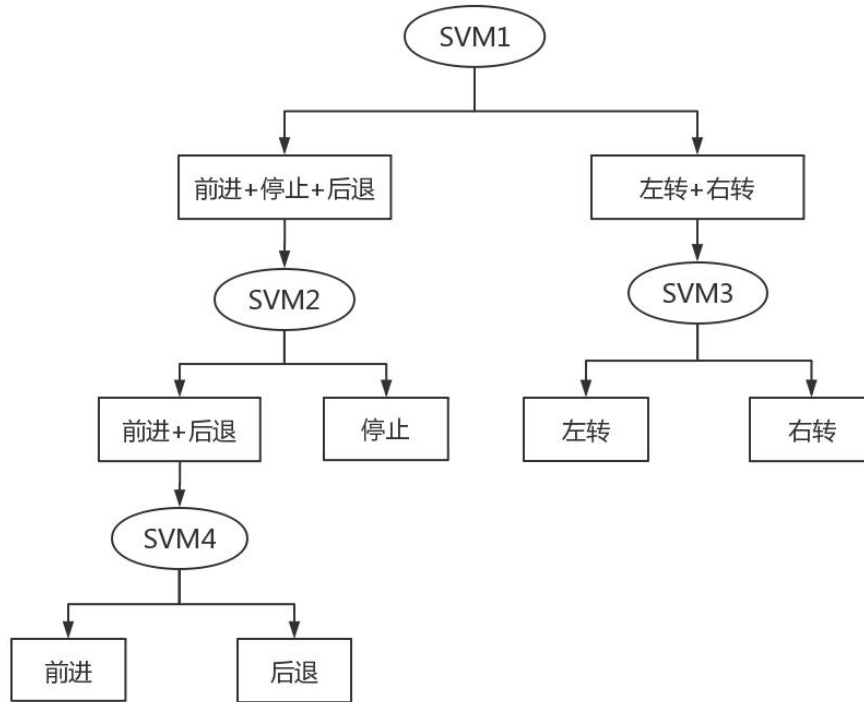 SVM1
前进+停止+后退
左转+右转
SVM2
SVM3
前进+后退
停止
左转
右转
SVM4
前进
后退